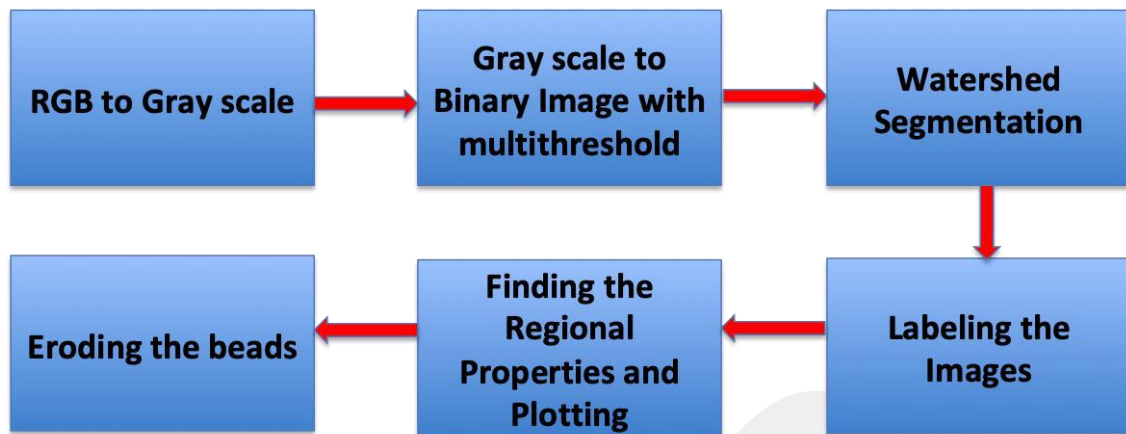 RGB to Gray scale
Gray scale to
Binary Image with
multithreshold
Watershed
Segmentation
Labeling the
Images
Finding the
Regional
Properties and
Plotting
Eroding the beads